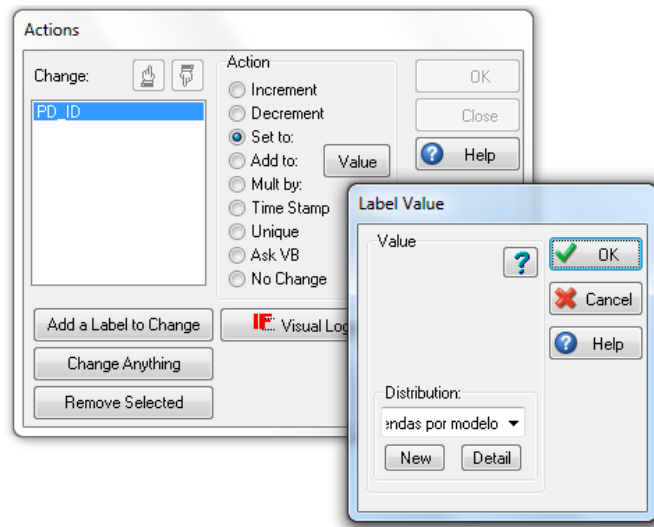 Actions
Change:
PD_ID
Add a Label to Change
Change Anything
Remove Selected
Action
Increment
Decrement
Set to:
Add to:
Value
Mult by:
Time Stamp
Unique
Ask VB
No Change
IF
Visual Log
OK
Close
Help
Label Value
Value
?
OK
Cancel
? Help
Distribution:
endas por modelo
New
Detail